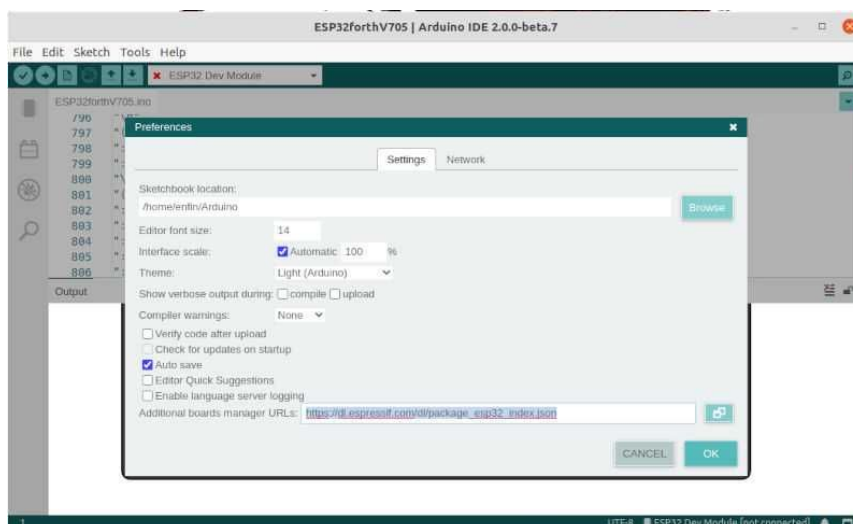 ESP32forthV705 | Arduino IDE 2.0.0-beta.7
File Edit Sketch Tools Help
ESP32 Dev Module
ESP32forthV705.ino
796
797
798
799
800
801
802
803
804
805
806
Preferences
Settings Network
Sketchbook location:
/home/enfin/Arduino
Browse
Editor font size: 14
Interface scale: Automatic 100 %
Theme: Light (Arduino)
Show verbose output during: compile upload
Compiler warnings: None
Verify code after upload
Check for updates on startup
Auto save
Editor Quick Suggestions
Enable language server logging
Additional boards manager URLs: https://dl.espressif.com/dl/package_esp32_index.json
CANCEL OK
Output
1 UTF-8 ESP32 Dev Module [not connected]